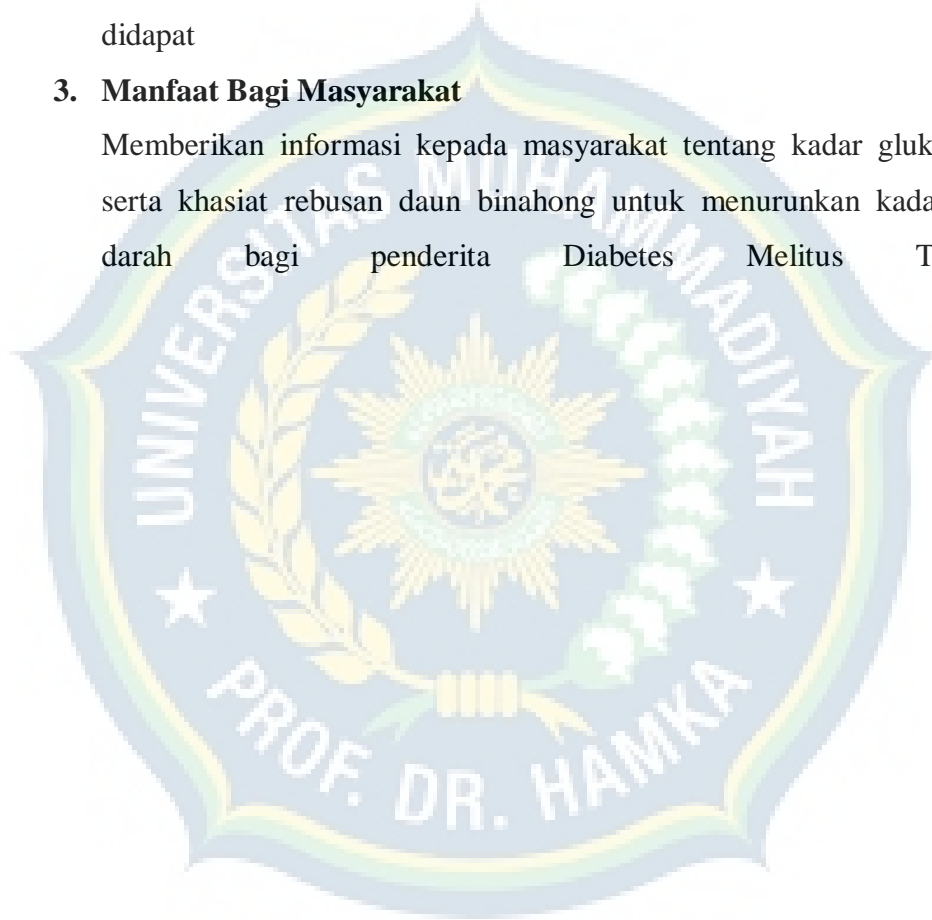 didapat
3. Manfaat Bagi Masyarakat
Memberikan informasi kepada masyarakat tentang kadar gluk
serta khasiat rebusan daun binahong untuk menurunkan kada
darah bagi penderita Diabetes Melitus T
UNIVERSITAS MUHAMMADIYAH
PROF. DR. HAMKA